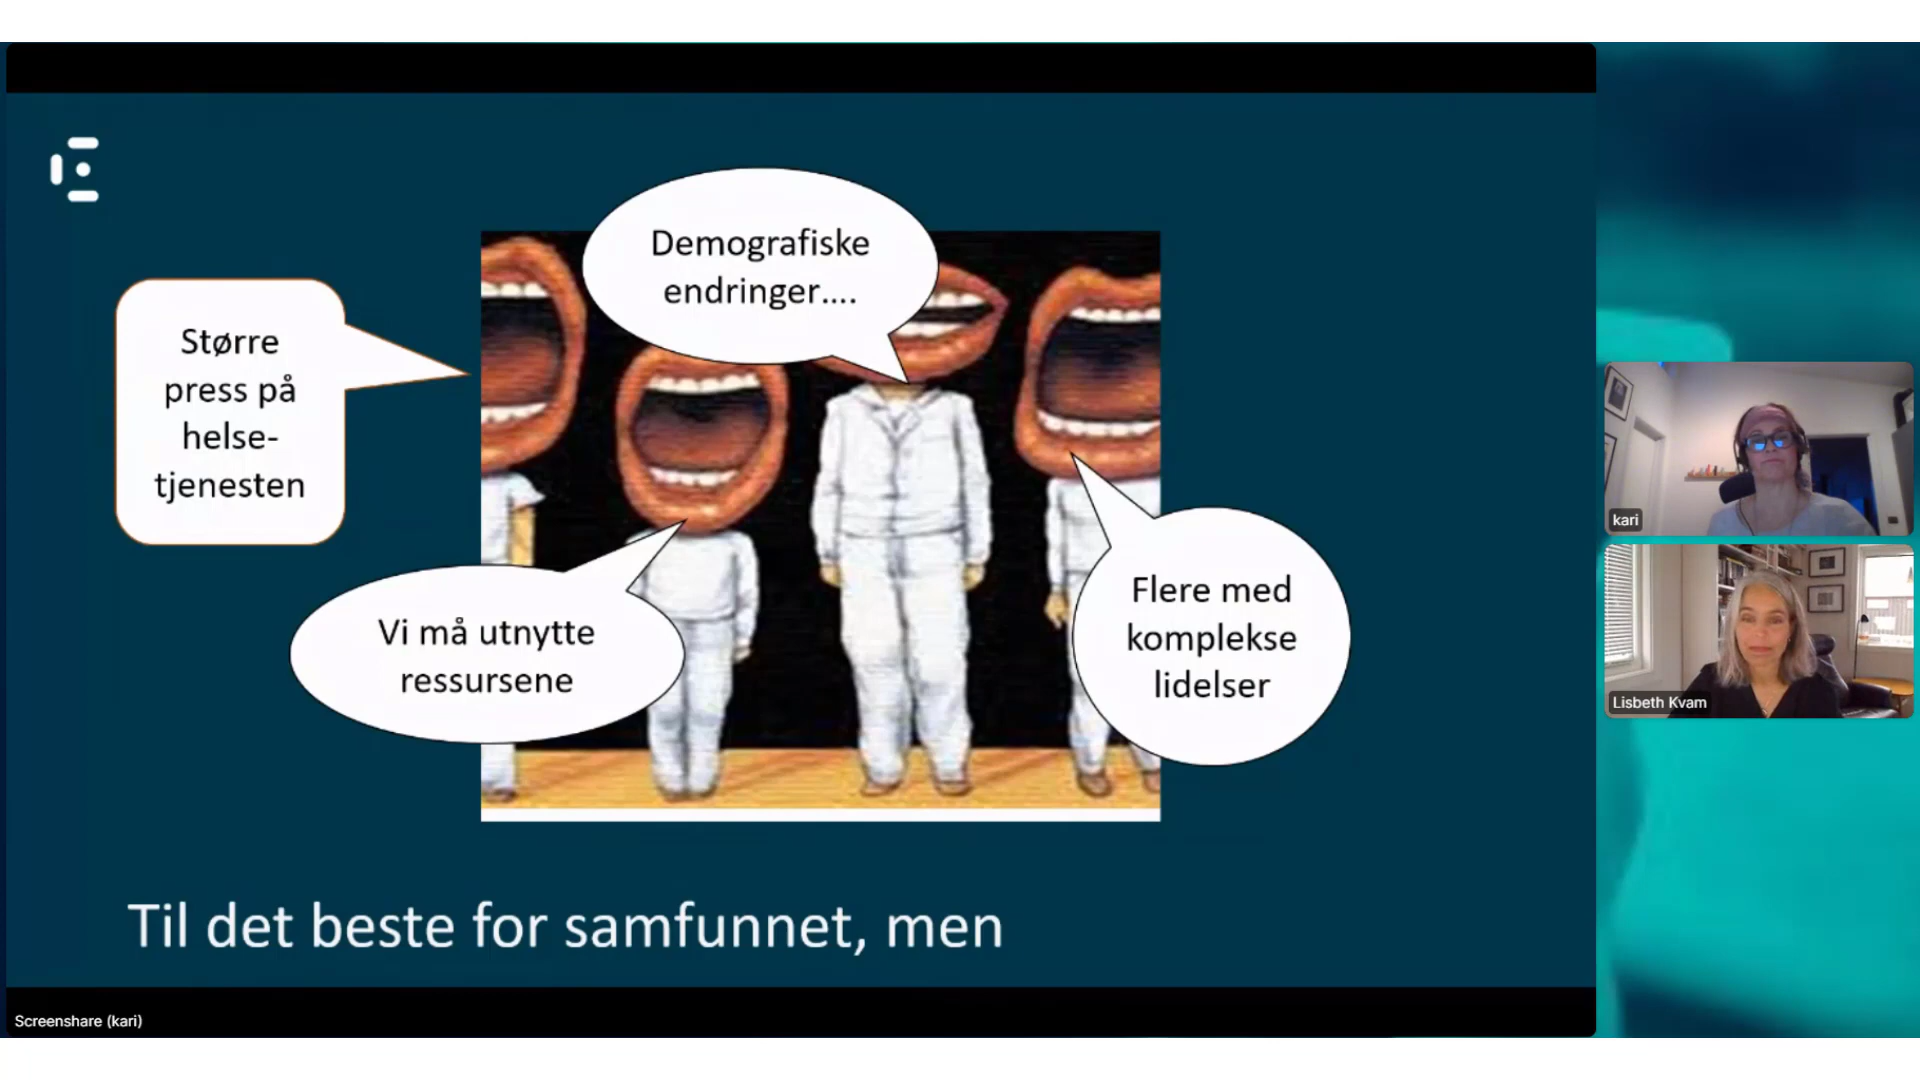 Demografiske
endringer....
Større
press på
helse-
tjenesten
Vi må utnytte
ressursene
Flere med
komplekse
lidelser
Til det beste for samfunnet, men
Screenshare (kari)
kari
Lisbeth Kvam